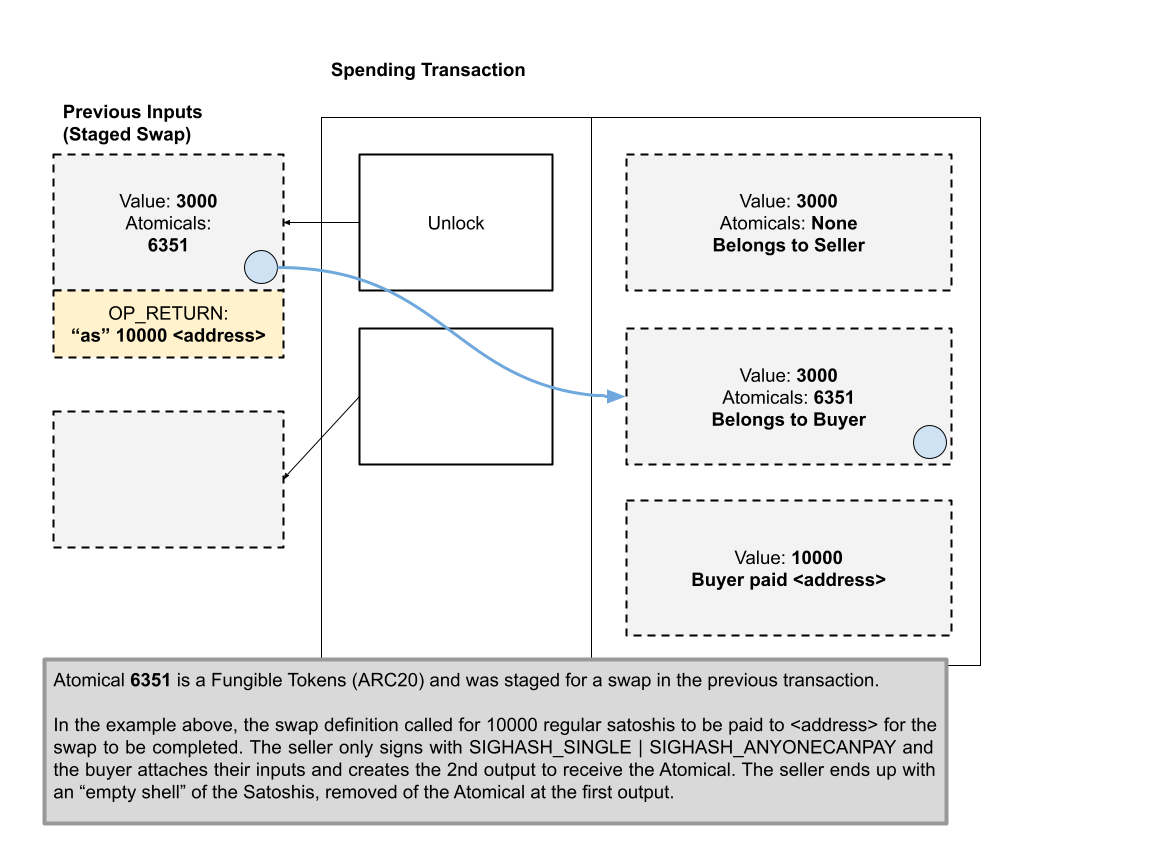 Spending Transaction
Previous Inputs
(Staged Swap)
Value: 3000
Atomicals:
6351
OP_RETURN:
“as” 10000 <address>
Unlock
Value: 3000
Atomicals: None
Belongs to Seller
Value: 3000
Atomicals: 6351
Belongs to Buyer
Value: 10000
Buyer paid <address>
Atomical 6351 is a Fungible Tokens (ARC20) and was staged for a swap in the previous transaction.
In the example above, the swap definition called for 10000 regular satoshis to be paid to <address> for the
swap to be completed. The seller only signs with SIGHASH_SINGLE | SIGHASH_ANYONECANPAY and
the buyer attaches their inputs and creates the 2nd output to receive the Atomical. The seller ends up with
an “empty shell” of the Satoshis, removed of the Atomical at the first output.